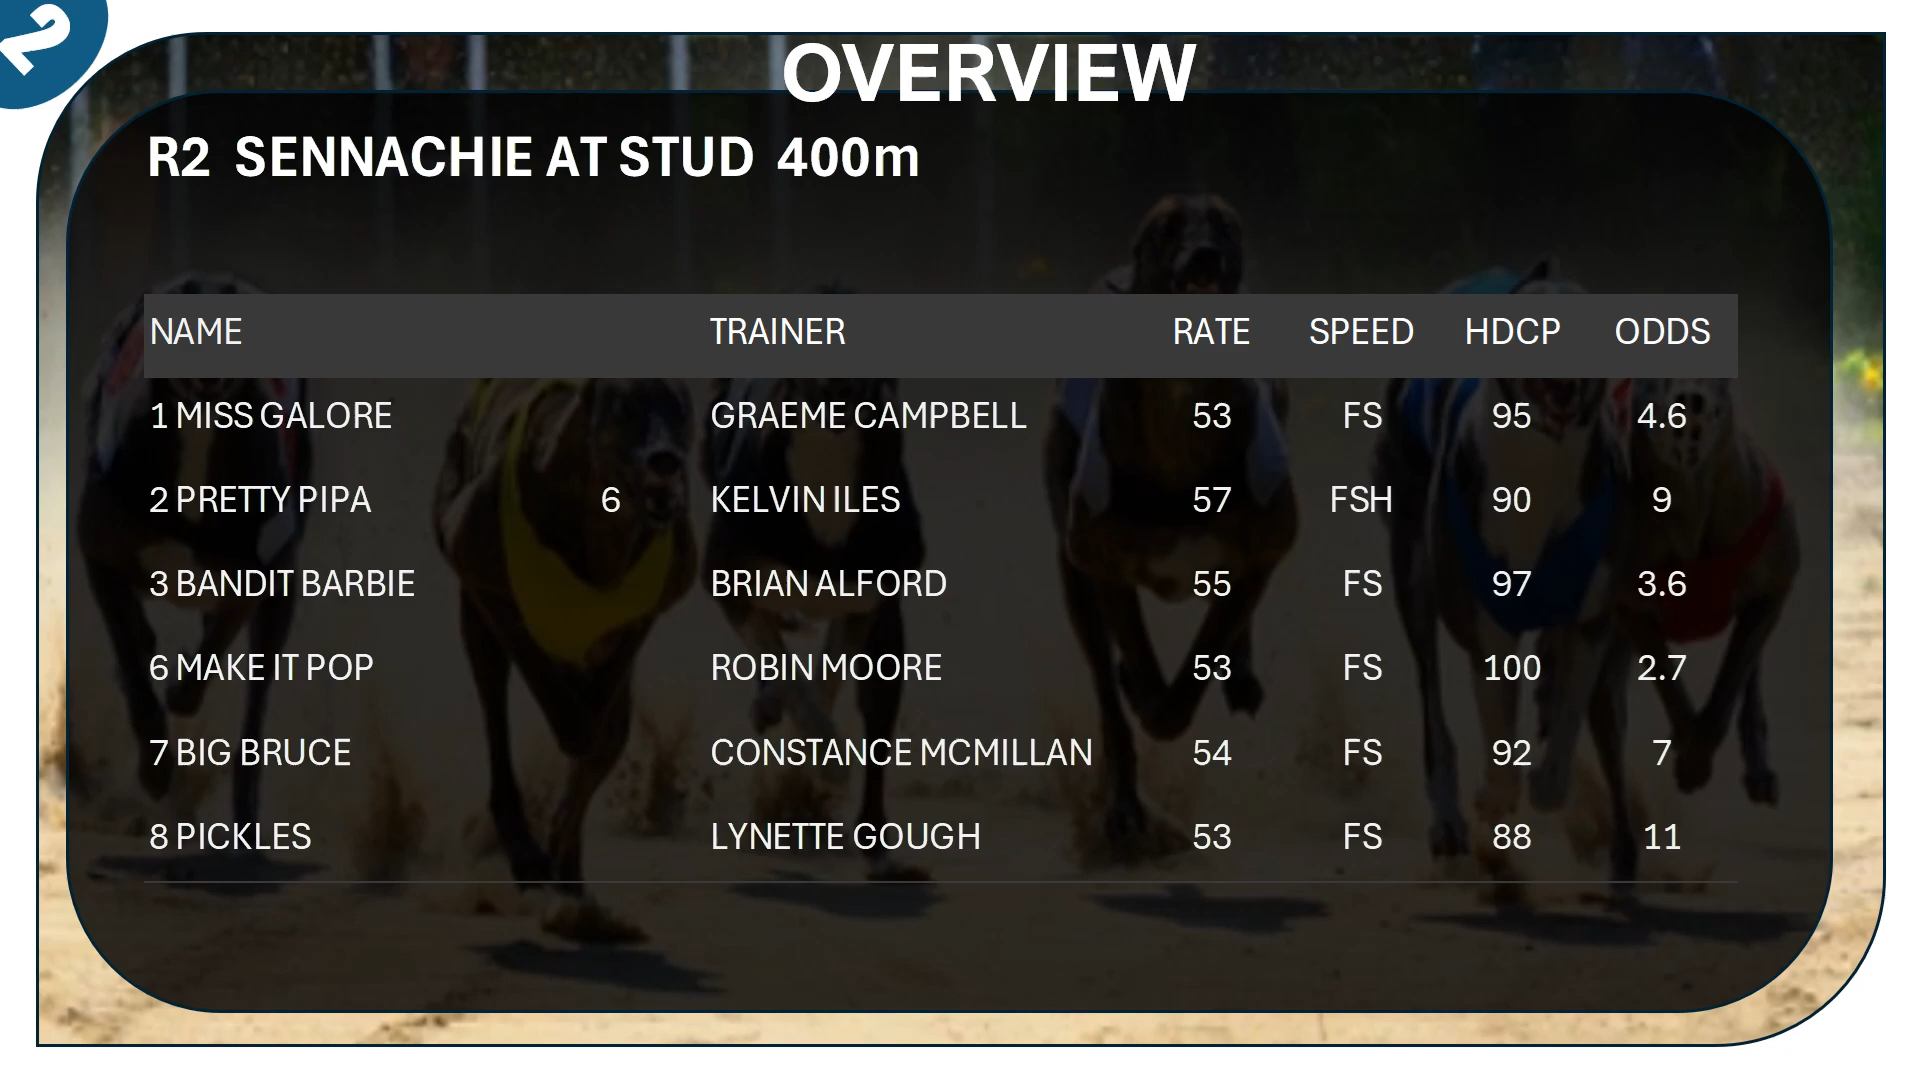 2
OVERVIEW
R2 SENNACHIE AT STUD 400m
NAME TRAINER RATE SPEED HDCP ODDS
1 MISS GALORE GRAEME CAMPBELL 53 FS 95 4.6
2 PRETTY PIPA 6 KELVIN ILES 57 FSH 90 9
3 BANDIT BARBIE BRIAN ALFORD 55 FS 97 3.6
6 MAKE IT POP ROBIN MOORE 53 FS 100 2.7
7 BIG BRUCE CONSTANCE MCMILLAN 54 FS 92 7
8 PICKLES LYNETTE GOUGH 53 FS 88 11